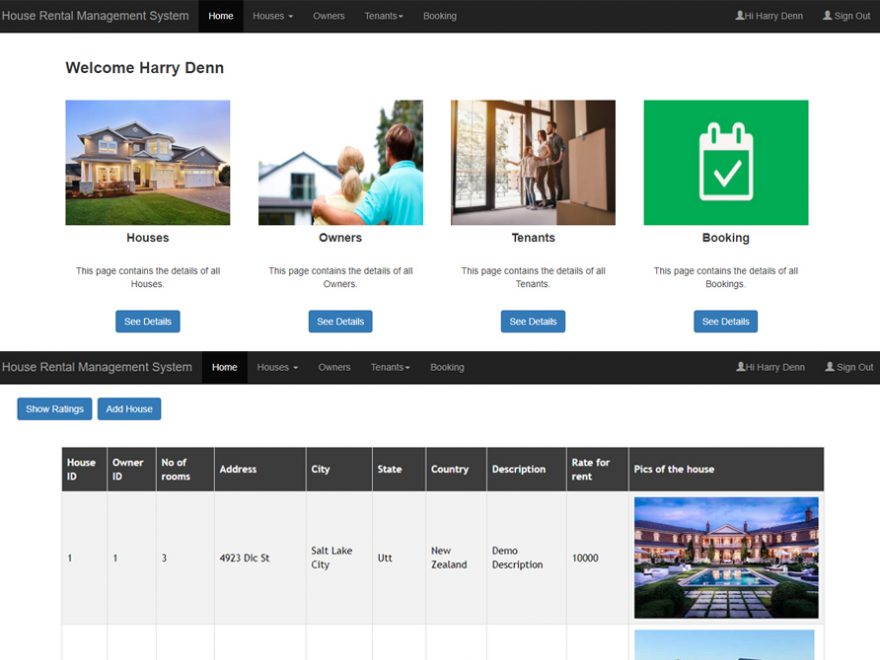 House Rental Management System Home Houses Owners Tenants Booking Hi Harry Denn Sign Out
Welcome Harry Denn
Houses Owners Tenants Booking
This page contains the details of all This page contains the details of all This page contains the details of all This page contains the details of all
Houses. Owners. Tenants. Bookings.
See Details See Details See Details See Details
House Rental Management System Home Houses Owners Tenants Booking Hi Harry Denn Sign Out
Show Ratings Add House
House ID Owner ID No of rooms Address City State Country Description Rate for rent Pics of the house
1 1 3 4923 Dic St Salt Lake City Utt New Zealand Demo Description 10000